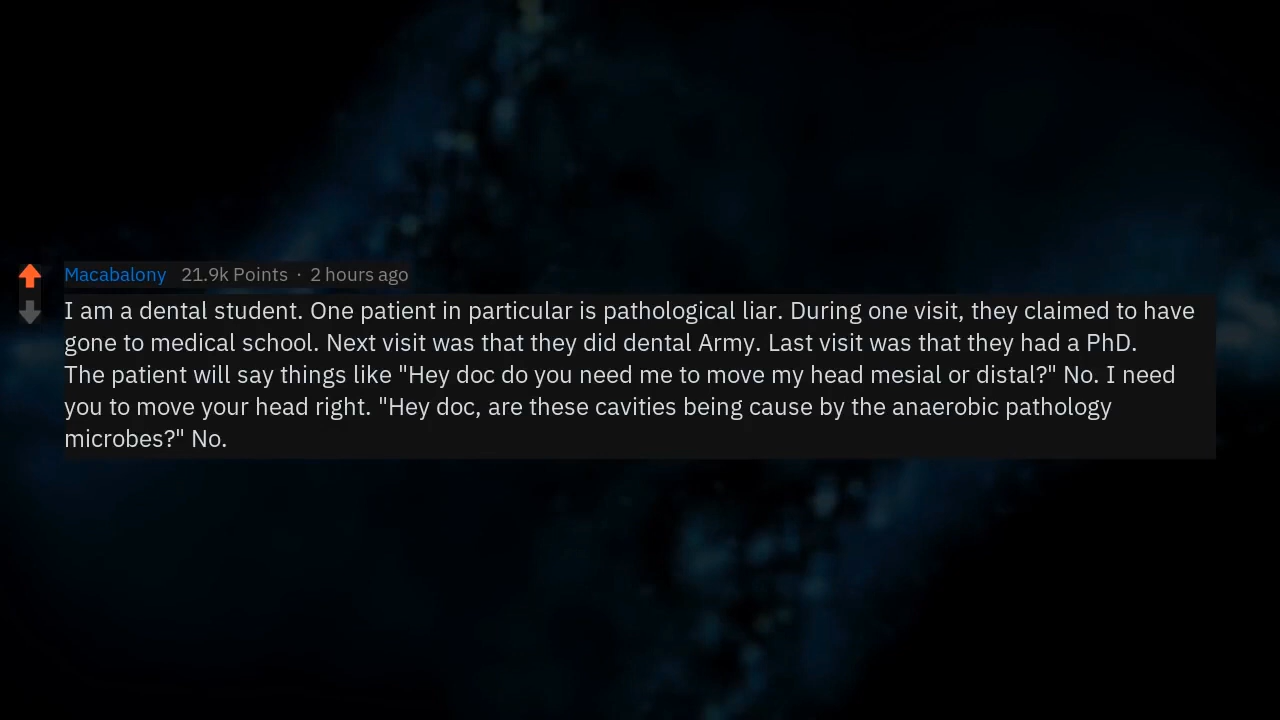 Macabalony 21.9k Points · 2 hours ago
I am a dental student. One patient in particular is pathological liar. During one visit, they claimed to have
gone to medical school. Next visit was that they did dental Army. Last visit was that they had a PhD.
The patient will say things like "Hey doc do you need me to move my head mesial or distal?" No. I need
you to move your head right. "Hey doc, are these cavities being cause by the anaerobic pathology
microbes?" No.